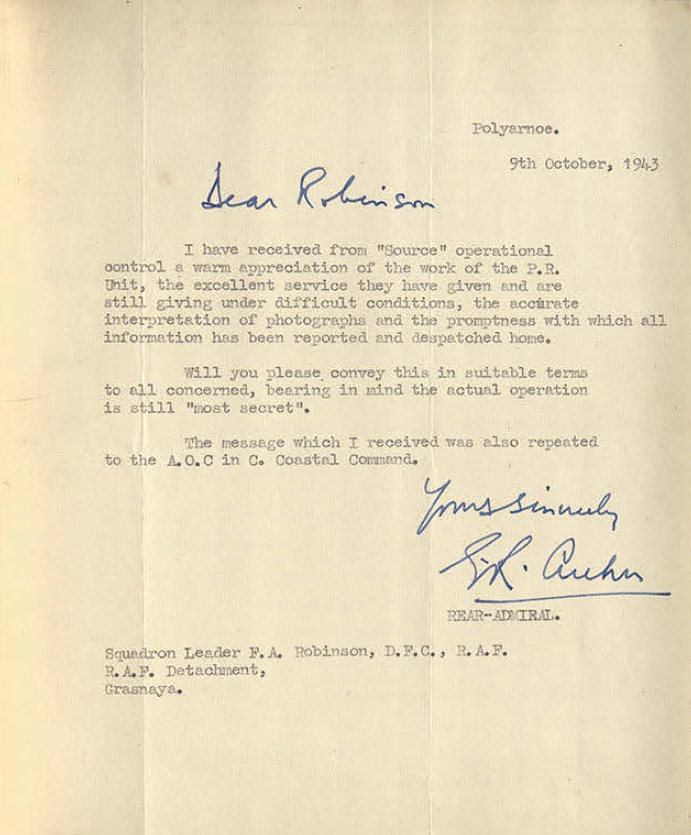 Polyarnoe.
9th October, 1943
Dear Robinson
I have received from "Source" operational
control a warm appreciation of the work of the P.R.
Unit, the excellent service they have given and are
still giving under difficult conditions, the accurate
interpretation of photographs and the promptness with which all
information has been reported and despatched home.
Will you please convey this in suitable terms
to all concerned, bearing in mind the actual operation
is still "most secret".
The message which I received was also repeated
to the A.O.C in C. Coastal Command.
Yours sincerely
REAR-ADMIRAL.
Squadron Leader F.A. Robinson, D.F.C., R.A.F.
R.A.F. Detachment,
Grasnaya.